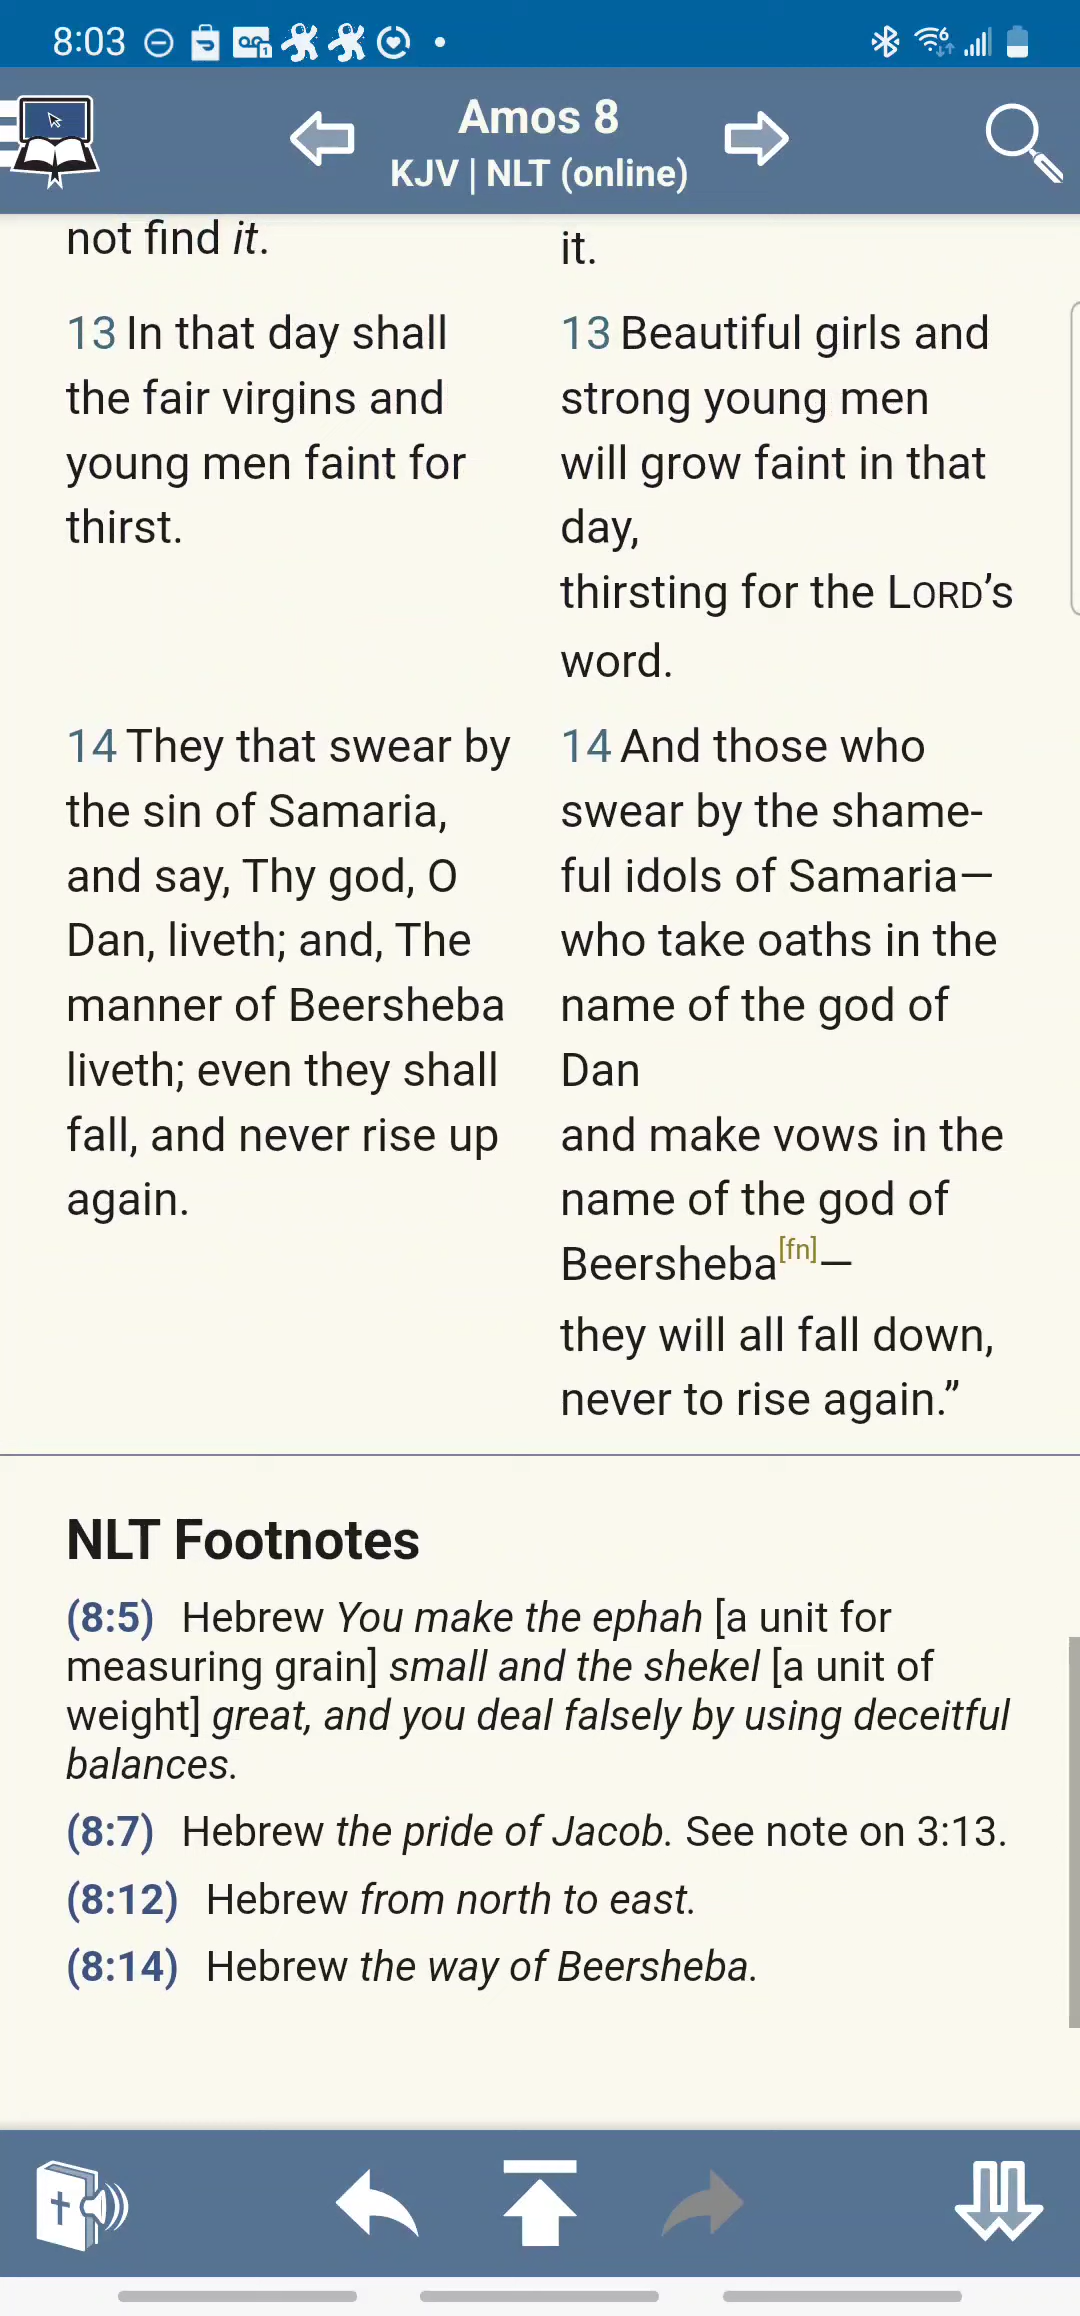 8:03
Amos 8
KJV | NLT (online)
not find it.
13 In that day shall
the fair virgins and
young men faint for
thirst.
14 They that swear by
the sin of Samaria,
and say, Thy god, O
Dan, liveth; and, The
manner of Beersheba
liveth; even they shall
fall, and never rise up
again.
it.
13 Beautiful girls and
strong young men
will grow faint in that
day,
thirsting for the LORD’s
word.
14 And those who
swear by the shame-
ful idols of Samaria—
who take oaths in the
name of the god of
Dan
and make vows in the
name of the god of
Beersheba[fn]—
they will all fall down,
never to rise again.”
NLT Footnotes
(8:5) Hebrew You make the ephah [a unit for
measuring grain] small and the shekel [a unit of
weight] great, and you deal falsely by using deceitful
balances.
(8:7) Hebrew the pride of Jacob. See note on 3:13.
(8:12) Hebrew from north to east.
(8:14) Hebrew the way of Beersheba.